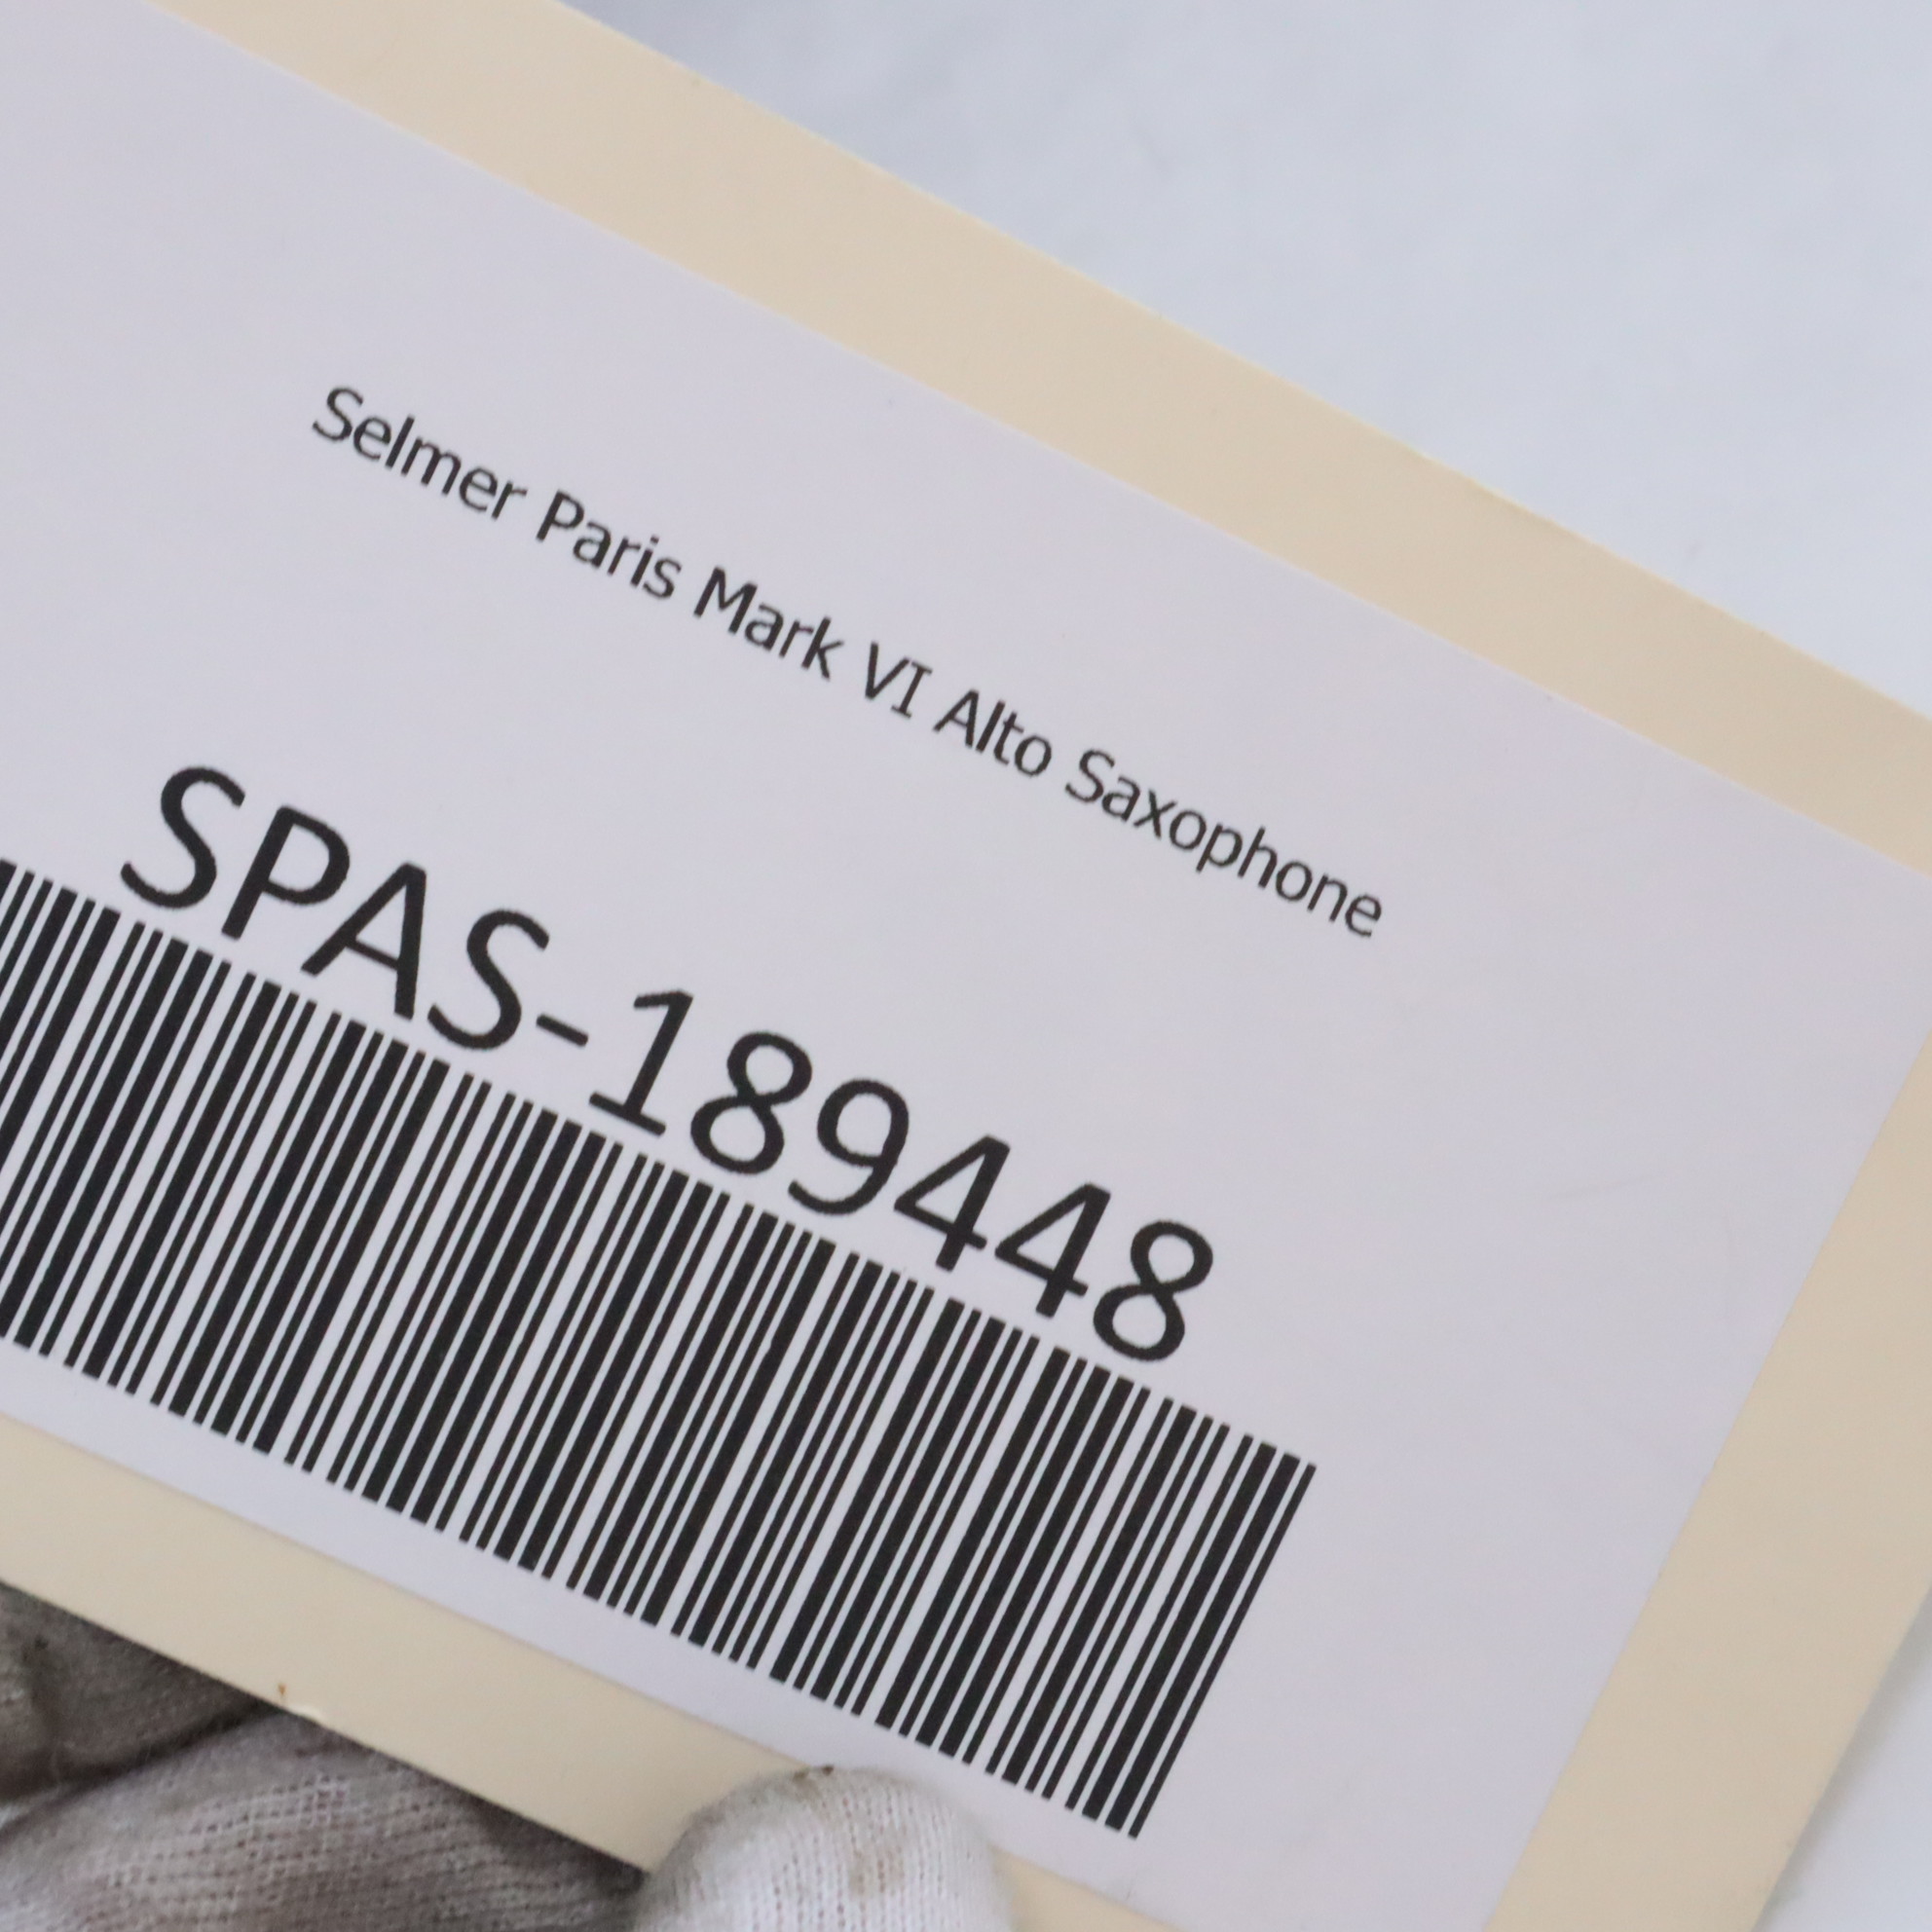 Selmer Paris Mark VI Alto Saxophone
SPAS-189448